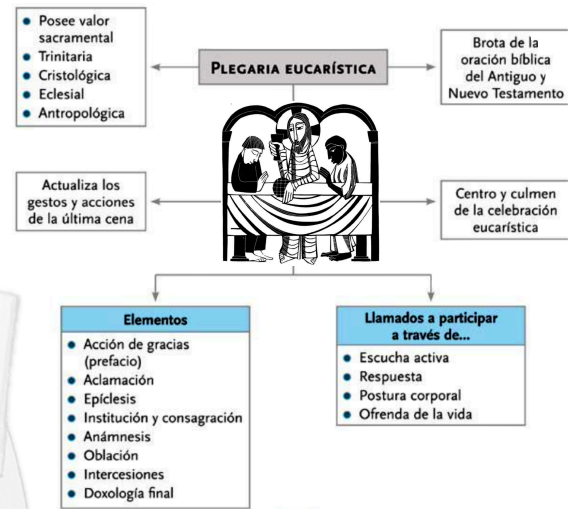 Posee valor
sacramental
Trinitaria
Cristológica
Eclesial
Antropológica
PLEGARIA EUCARÍSTICA
Brota de la
oración bíblica
del Antiguo y
Nuevo Testamento
Actualiza los
gestos y acciones
de la última cena
Centro y culmen
de la celebración
eucarística
Elementos
Acción de gracias
(prefacio)
Aclamación
Epíclesis
Institución y consagración
Anámnesis
Oblación
Intercesiones
Doxología final
Llamados a participar
a través de...
Escucha activa
Respuesta
Postura corporal
Ofrenda de la vida